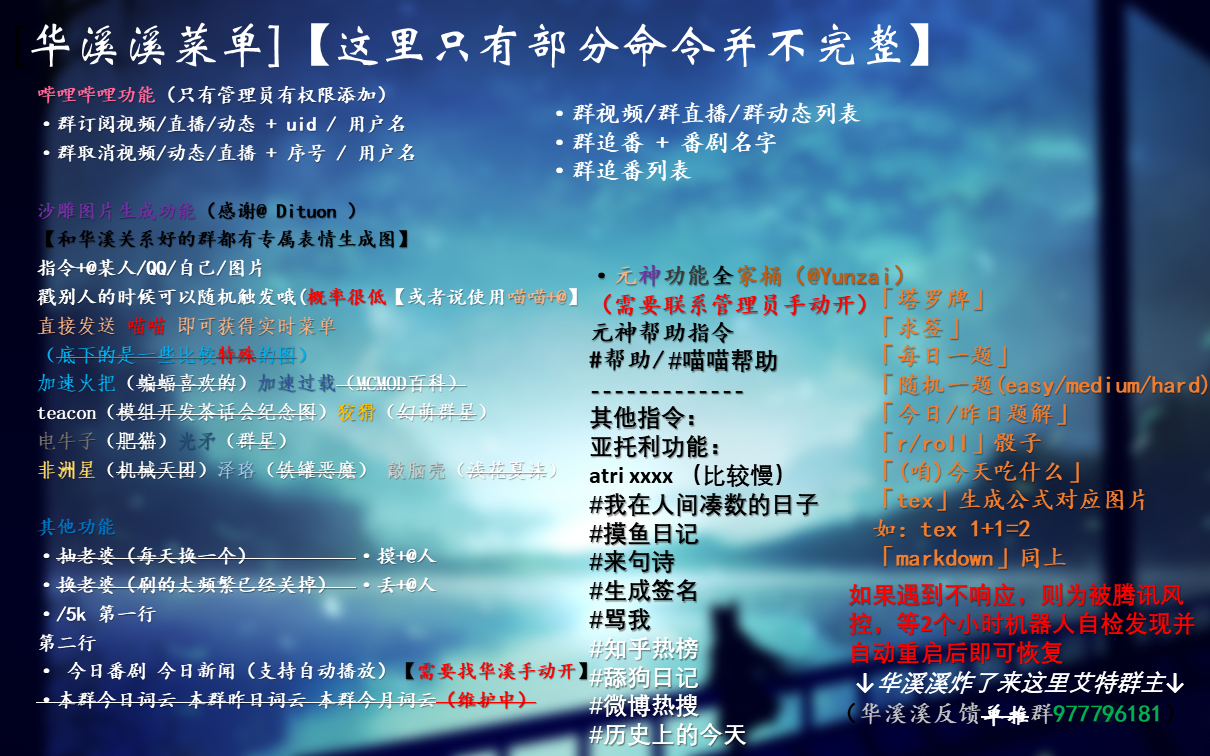 [华溪溪菜单]【这里只有部分命令并不完整】
哔哩哔哩功能（只有管理员有权限添加）
·群订阅视频/直播/动态 + uid / 用户名
·群取消视频/动态/直播 + 序号 / 用户名
·群视频/群直播/群动态列表
·群追番 + 番剧名字
·群追番列表
沙雕图片生成功能（感谢@ Dituon ）
【和华溪关系好的群都有专属表情生成图】
指令+@某人/QQ/自己/图片
戳别人的时候可以随机触发哦(概率很低【或者说使用喵喵+@】
直接发送 喵喵 即可获得实时菜单
（底下的是一些比较特殊的图）
加速火把（蝙蝠喜欢的）加速过载（MCMOD百科）
teacon（模组开发茶话会纪念图）狡猾（幻萌群星）
电牛子（肥猫）光矛（群星）
非洲星（机械天团）泽珞（铁罐恶魔） 敲脑壳（残花夏妹）
其他功能
·抽老婆（每天换一个）
·摸+@人
·换老婆（刷的太频繁已经关掉）
·丢+@人
·/5k 第一行
第二行
· 今日番剧 今日新闻（支持自动播放）【需要找华溪手动开】
·本群今日词云 本群昨日词云 本群今月词云（维护中）
·元神功能全家桶（@Yunzai）
（需要联系管理员手动开）
元神帮助指令
#帮助/#喵喵帮助
-------------
其他指令：
亚托利功能：
atri xxxx （比较慢）
#我在人间凑数的日子
#摸鱼日记
#来句诗
#生成签名
#骂我
#知乎热榜
#舔狗日记
#微博热搜
#历史上的今天
「塔罗牌」
「求签」
「每日一题」
「随机一题(easy/medium/hard)
「今日/昨日题解」
「r/roll」骰子
「(咱)今天吃什么」
「tex」生成公式对应图片
如：tex 1+1=2
「markdown」同上
如果遇到不响应，则为被腾讯风
控，等2个小时机器人自检发现并
自动重启后即可恢复
↓华溪溪炸了来这里艾特群主↓
（华溪溪反馈单推群977796181）